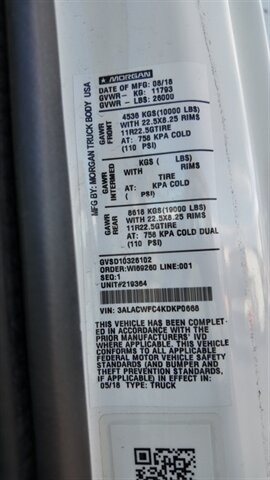 MORGAN
MFG. BY: MORGAN TRUCK BODY USA
DATE OF MFG: 08/18
GVWR - KG: 11793
GVWR - LBS: 26000
GAWR FRONT
4536 KGS(10000 LBS)
WITH 22.5X8.25 RIMS
11R22.5GTIRE
AT: 758 KPA COLD
(110 PSI)
GAWR INTERMED
KGS ( LBS)
WITH RIMS
TIRE
AT: KPA COLD
( PSI)
GAWR REAR
8618 KGS(19000 LBS)
WITH 22.5X8.25 RIMS
11R22.5GTIRE
AT: 758 KPA COLD DUAL
(110 PSI)
GVSD10326102
ORDER:WI69260 LINE:001
SEQ:1
UNIT#219364
VIN: 3ALACWFC4KDKP0668
THIS VEHICLE HAS BEEN COMPLETED
IN ACCORDANCE WITH THE
PRIOR MANUFACTURERS' IVD
WHERE APPLICABLE. THIS VEHICLE
CONFORMS TO ALL APPLICABLE
FEDERAL MOTOR VEHICLE SAFETY
STANDARDS (AND BUMPER AND
THEFT PREVENTION STANDARDS,
IF APPLICABLE) IN EFFECT IN
05/18 TYPE: TRUCK